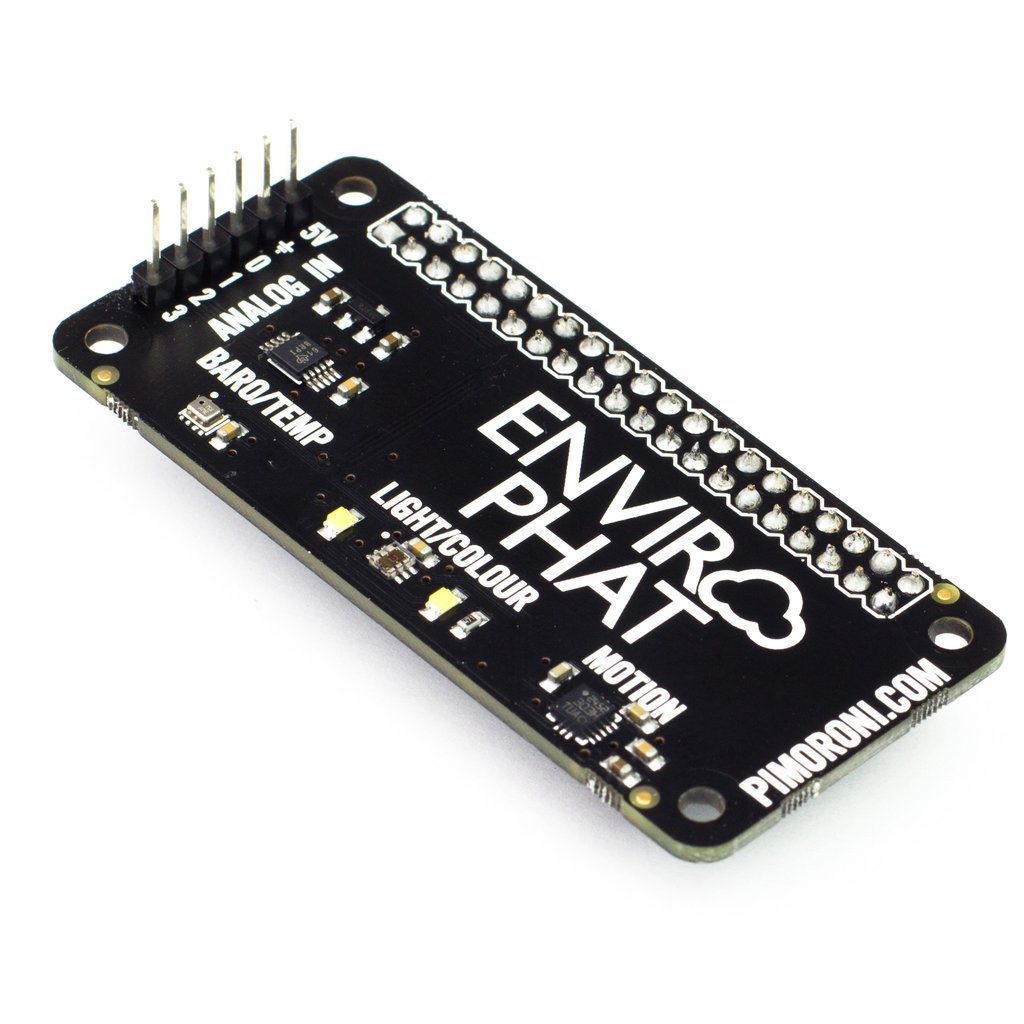 5V
+
0
1
2
3
ANALOG IN
BARO/TEMP
LIGHT/COLOUR
ENVIRO
PHAT
MOTION
PIMORONI.COM